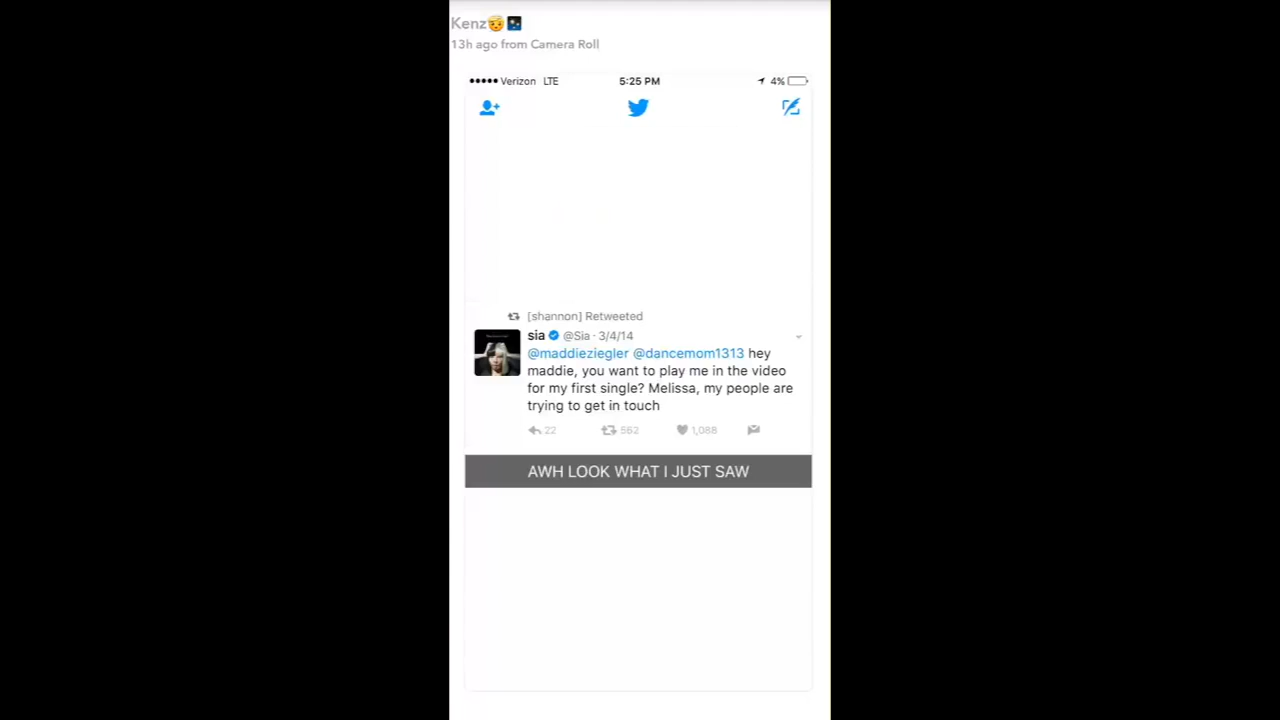 Kenz🤕🌃
13h ago from Camera Roll
●●●●● Verizon LTE 5:25 PM 4%
[shannon] Retweeted
sia @Sia · 3/4/14
@maddieziegler @dancemom1313 hey
maddie, you want to play me in the video
for my first single? Melissa, my people are
trying to get in touch
22 562 1,088
AWH LOOK WHAT I JUST SAW